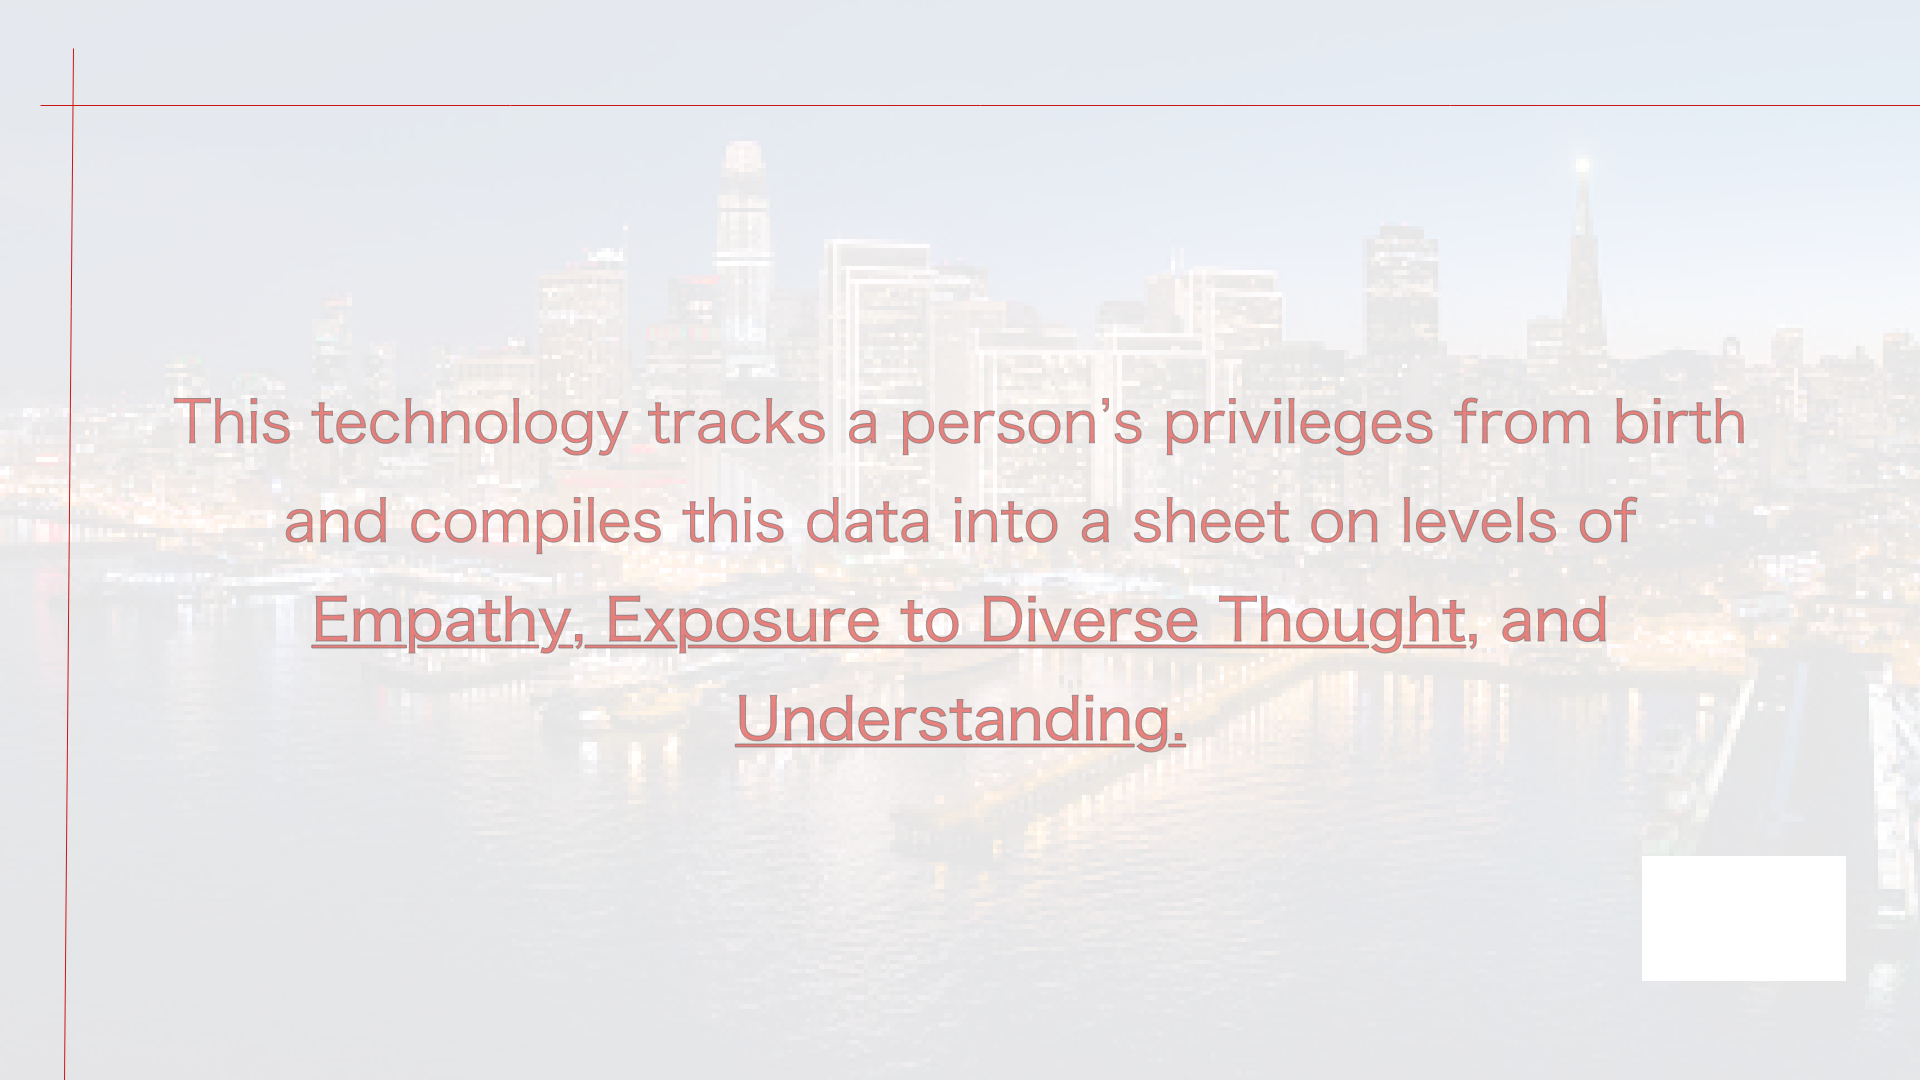 This technology tracks a person’s privileges from birth
and compiles this data into a sheet on levels of
Empathy, Exposure to Diverse Thought, and
Understanding.